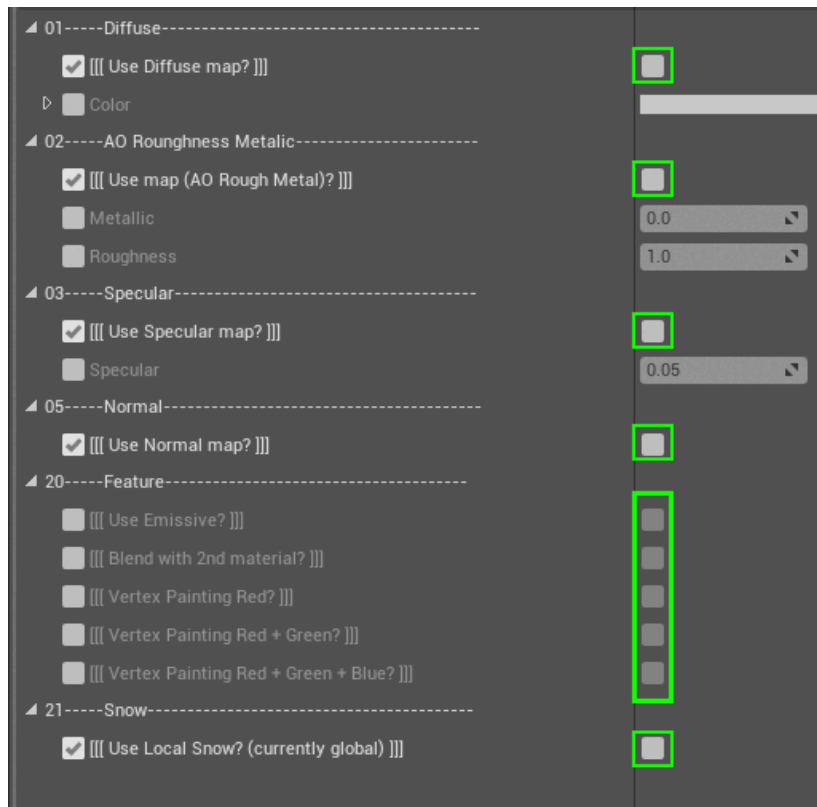 01-----Diffuse----------------------------------------
[[[ Use Diffuse map? ]]]
Color
02-----AO Rounghness Metalic-----------------------
[[[ Use map (AO Rough Metal)? ]]]
Metallic
0.0
Roughness
1.0
03-----Specular--------------------------------------
[[[ Use Specular map? ]]]
Specular
0.05
05-----Normal----------------------------------------
[[[ Use Normal map? ]]]
20-----Feature--------------------------------------
[[[ Use Emissive? ]]]
[[[ Blend with 2nd material? ]]]
[[[ Vertex Painting Red? ]]]
[[[ Vertex Painting Red + Green? ]]]
[[[ Vertex Painting Red + Green + Blue? ]]]
21-----Snow-----------------------------------------
[[[ Use Local Snow? (currently global) ]]]